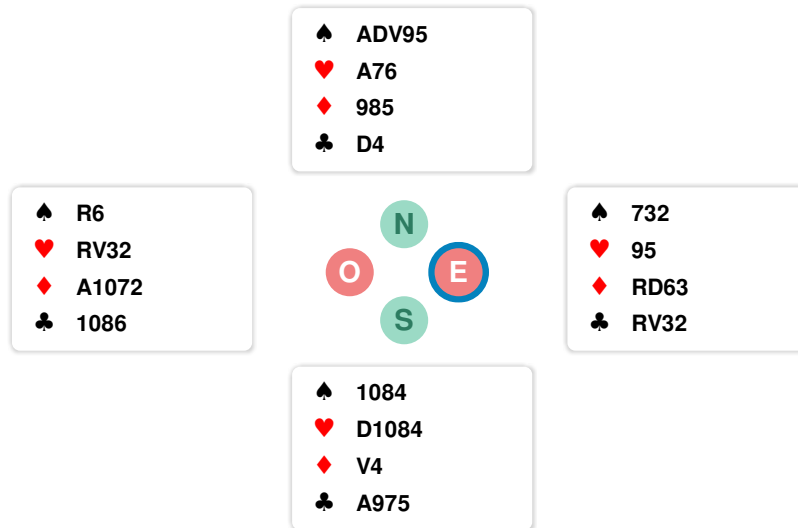 ♠ ADV95
♥ A76
♦ 985
♣ D4
♠ R6
♥ RV32
♦ A1072
♣ 1086
N
O E
S
♠ 732
♥ 95
♦ RD63
♣ RV32
♠ 1084
♥ D1084
♦ V4
♣ A975